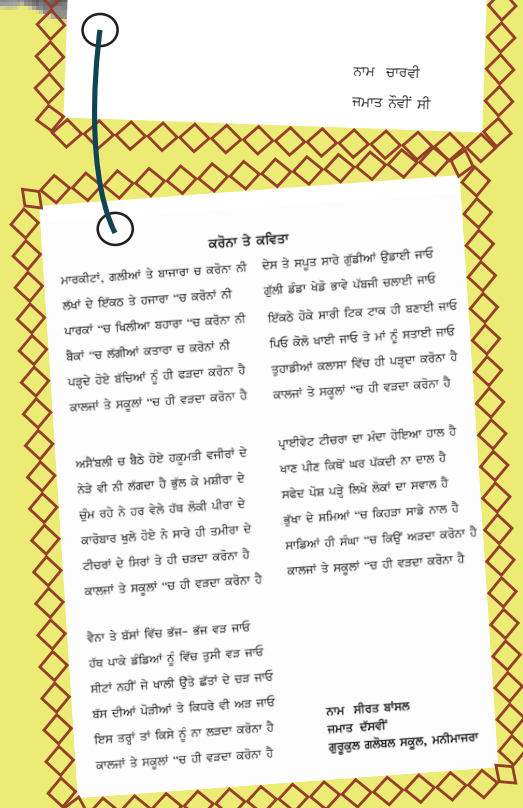 ਨਾਮ ਚਾਰਵੀ
ਜਮਾਤ ਨੌਵੀਂ ਸੀ
ਕਰੋਨਾ ਤੇ ਕਵਿਤਾ
ਮਾਰਕੀਟਾਂ, ਗਲੀਆਂ ਤੇ ਬਾਜਾਰਾ ਚ ਕਰੋਨਾ ਨੀ
ਲੱਖਾਂ ਦੇ ਇੱਕਠ ਤੇ ਹਜਾਰਾ “ਚ ਕਰੋਨਾਂ ਨੀ
ਪਾਰਕਾਂ “ਚ ਖਿਲੀਆ ਬਹਾਰਾ “ਚ ਕਰੋਨਾ ਨੀ
ਬੈਕਾਂ “ਚ ਲੱਗੀਆਂ ਕਤਾਰਾ ਚ ਕਰੋਨਾਂ ਨੀ
ਪੜ੍ਹਦੇ ਹੋਏ ਬੱਚਿਆਂ ਨੂੰ ਹੀ ਫੜਦਾ ਕਰੋਨਾ ਹੈ
ਕਾਲਜਾਂ ਤੇ ਸਕੂਲਾਂ “ਚ ਹੀ ਵੜਦਾ ਕਰੋਨਾ ਹੈ
ਅਸੈਂਬਲੀ ਚ ਬੈਠੇ ਹੋਏ ਹਕੂਮਤੀ ਵਜੀਰਾਂ ਦੇ
ਨੇੜੇ ਵੀ ਨੀ ਲੱਗਦਾ ਹੈ ਭੁੱਲ ਕੇ ਮਸ਼ੀਰਾ ਦੇ
ਚੁੰਮ ਰਹੇ ਨੇ ਹਰ ਵੇਲੇ ਹੱਥ ਲੋਕੀ ਪੀਰਾ ਦੇ
ਕਾਰੋਬਾਰ ਖੁਲੇ ਹੋਏ ਨੇ ਸਾਰੇ ਹੀ ਤਮੀਰਾ ਦੇ
ਟੀਚਰਾਂ ਦੇ ਸਿਰਾਂ ਤੇ ਹੀ ਚੜਦਾ ਕਰੋਨਾ ਹੈ
ਕਾਲਜਾਂ ਤੇ ਸਕੂਲਾਂ “ਚ ਹੀ ਵੜਦਾ ਕਰੋਨਾ ਹੈ
ਵੈਨਾ ਤੇ ਬੱਸਾਂ ਵਿੱਚ ਭੱਜ- ਭੱਜ ਵੜ ਜਾਓ
ਹੱਥ ਪਾਕੇ ਡੰਡਿਆਂ ਨੂੰ ਵਿੱਚ ਤੁਸੀ ਵੜ ਜਾਓ
ਸੀਟਾਂ ਨਹੀਂ ਜੇ ਖਾਲੀ ਉਤੇ ਛੱਤਾਂ ਦੇ ਚੜ ਜਾਓ
ਬੱਸ ਦੀਆਂ ਪੋੜੀਆਂ ਤੇ ਕਿਧਰੇ ਵੀ ਅੜ ਜਾਓ
ਇਸ ਤਰ੍ਹਾਂ ਤਾਂ ਕਿਸੇ ਨੂੰ ਨਾ ਲੜਦਾ ਕਰੋਨਾ ਹੈ
ਕਾਲਜਾਂ ਤੇ ਸਕੂਲਾਂ “ਚ ਹੀ ਵੜਦਾ ਕਰੋਨਾ ਹੈ
ਦੇਸ ਤੇ ਸਪੂਤ ਸਾਰੇ ਗੁੱਡੀਆਂ ਉਡਾਈ ਜਾਓ
ਗੁੱਲੀ ਡੰਡਾ ਖੇਡੋ ਭਾਵੇ ਪੱਬਜੀ ਚਲਾਈ ਜਾਓ
ਇੱਕਠੇ ਹੋਕੇ ਸਾਰੀ ਟਿਕ ਟਾਕ ਹੀ ਬਣਾਈ ਜਾਓ
ਪਿਓ ਕੋਲੋ ਖਾਈ ਜਾਓ ਤੇ ਮਾਂ ਨੂੰ ਸਤਾਈ ਜਾਓ
ਤੁਹਾਡੀਆਂ ਕਲਾਸਾ ਵਿੱਚ ਹੀ ਪੜ੍ਹਦਾ ਕਰੋਨਾ ਹੈ
ਕਾਲਜਾਂ ਤੇ ਸਕੂਲਾਂ “ਚ ਹੀ ਵੜਦਾ ਕਰੋਨਾ ਹੈ
ਪ੍ਰਾਈਵੇਟ ਟੀਚਰਾ ਦਾ ਮੰਦਾ ਹੋਇਆ ਹਾਲ ਹੈ
ਖਾਣ ਪੀਣ ਕਿਥੋਂ ਘਰ ਪੱਕਦੀ ਨਾ ਦਾਲ ਹੈ
ਸਫੇਦ ਪੋਸ਼ ਪੜ੍ਹੇ ਲਿਖੇ ਲੋਕਾਂ ਦਾ ਸਵਾਲ ਹੈ
ਭੁੱਖਾ ਦੇ ਸਮਿਆਂ “ਚ ਕਿਹੜਾ ਸਾਡੇ ਨਾਲ ਹੈ
ਸਾਡਿਆਂ ਹੀ ਸੰਘਾ “ਚ ਕਿਉਂ ਅੜਦਾ ਕਰੋਨਾ ਹੈ
ਕਾਲਜਾਂ ਤੇ ਸਕੂਲਾਂ “ਚ ਹੀ ਵੜਦਾ ਕਰੋਨਾ ਹੈ
ਨਾਮ ਸੀਰਤ ਬਾਂਸਲ
ਜਮਾਤ ਦੱਸਵੀਂ
ਗੁਰੂਕੁਲ ਗਲੋਬਲ ਸਕੂਲ, ਮਨੀਮਾਜਰਾ